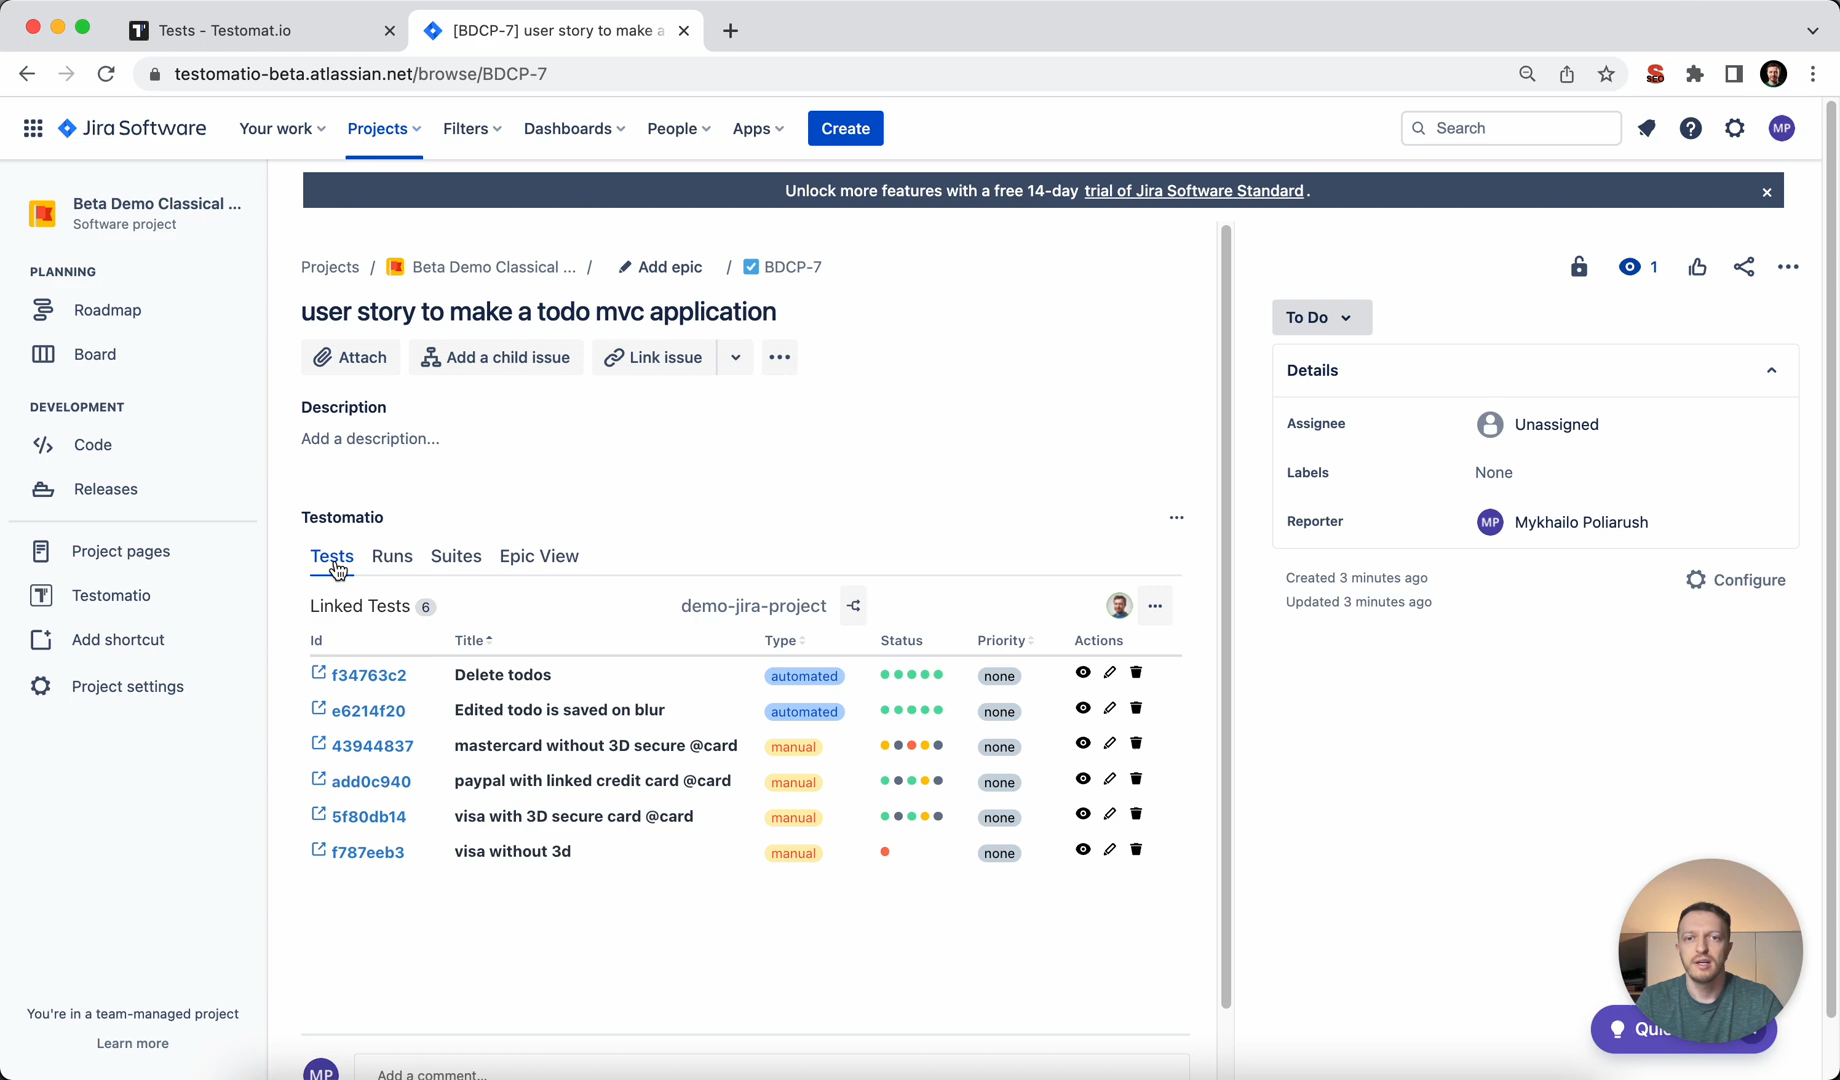 Tests - Testomat.io
[BDCP-7] user story to make a
testomatio-beta.atlassian.net/browse/BDCP-7
SEO
Jira Software
Your work
Projects
Filters
Dashboards
People
Apps
Create
Search
MP
Beta Demo Classical ...
Software project
Unlock more features with a free 14-day trial of Jira Software Standard.
PLANNING
Roadmap
Board
DEVELOPMENT
Code
Releases
Project pages
Testomatio
Add shortcut
Project settings
You're in a team-managed project
Learn more
Projects / Beta Demo Classical ... / Add epic / BDCP-7
user story to make a todo mvc application
Attach
Add a child issue
Link issue
Description
Add a description...
Testomatio
Tests Runs Suites Epic View
Linked Tests 6
demo-jira-project
Id Title Type Status Priority Actions
f34763c2 Delete todos automated none
e6214f20 Edited todo is saved on blur automated none
43944837 mastercard without 3D secure @card manual none
add0c940 paypal with linked credit card @card manual none
5f80db14 visa with 3D secure card @card manual none
f787eeb3 visa without 3d manual none
MP
Add a comment...
1
To Do
Details
Assignee Unassigned
Labels None
Reporter MP Mykhailo Poliarush
Created 3 minutes ago
Updated 3 minutes ago
Configure